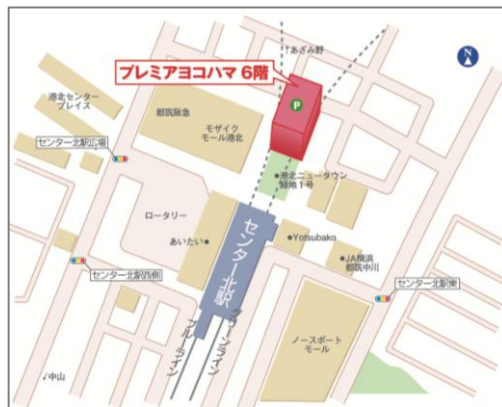 ↑あざみ野
N
プレミアヨコハマ 6階
P
港北センター
プレイス
都筑阪急
モザイク
モール港北
センター北駅広場
港北ニュータウン
緑地1号
ロータリー
あいたい
センター北駅
Yotsubako
JA横浜
都筑中川
センター北駅西側
センター北駅東
ブルーライン
グリーンライン
ノースポート
モール
中山